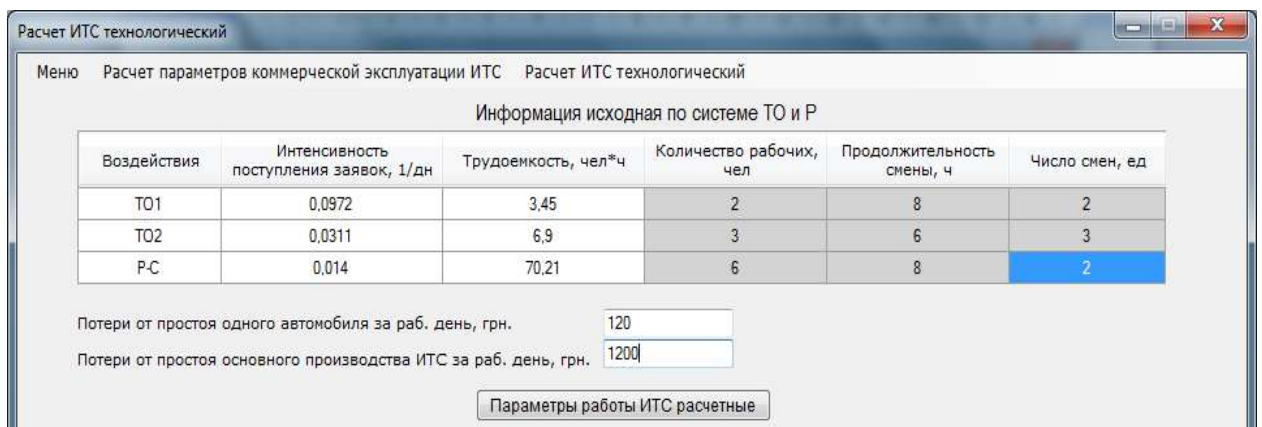 Расчет ИТС технологический
Меню Расчет параметров коммерческой эксплуатации ИТС Расчет ИТС технологический
Информация исходная по системе ТО и Р
Воздействия Интенсивность поступления заявок, 1/дн Трудоемкость, чел*ч Количество рабочих, чел Продолжительность смены, ч Число смен, ед
ТО1 0,0972 3,45 2 8 2
ТО2 0,0311 6,9 3 6 3
Р-С 0,014 70,21 6 8 2
Потери от простоя одного автомобиля за раб. день, грн. 120
Потери от простоя основного производства ИТС за раб. день, грн. 1200
Параметры работы ИТС расчетные